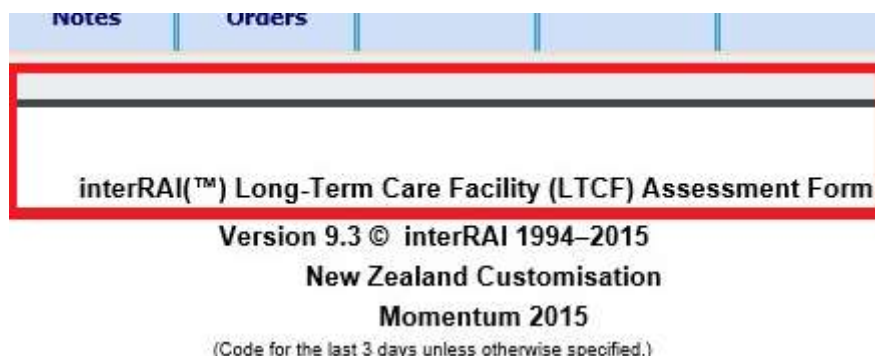 Notes Orders
interRAI(™) Long-Term Care Facility (LTCF) Assessment Form
Version 9.3 © interRAI 1994–2015
New Zealand Customisation
Momentum 2015
(Code for the last 3 days unless otherwise specified.)